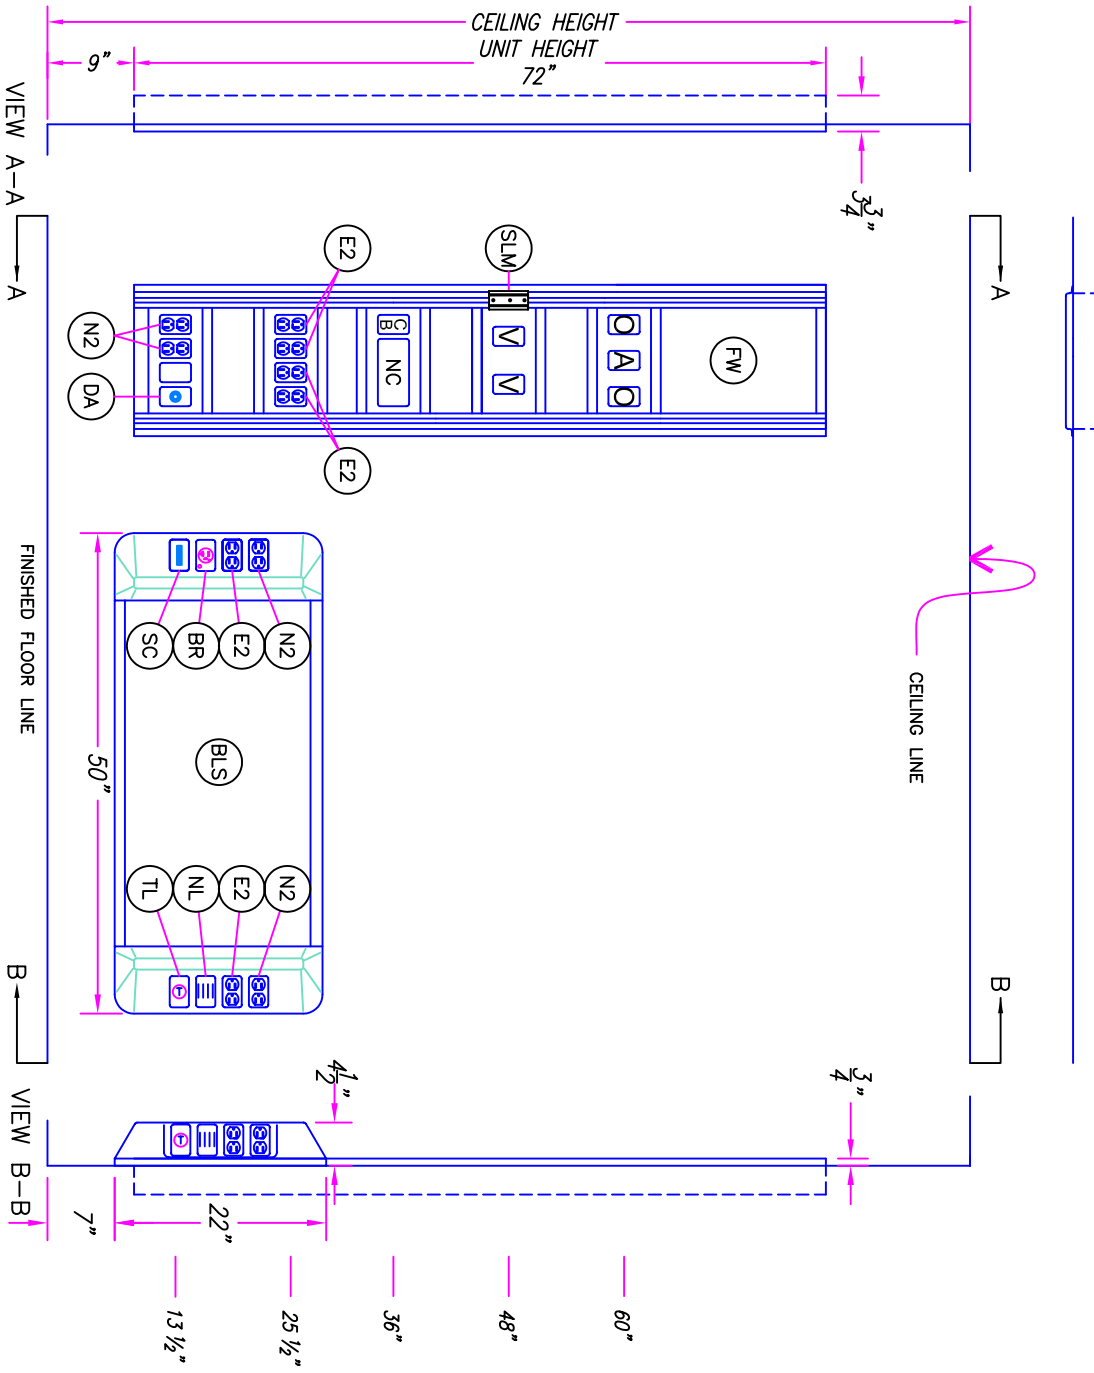 CEILING HEIGHT
UNIT HEIGHT
72"
9"
3 3/4"
VIEW A-A
A
A
E2
SLM
N2
DA
C
B
NC
V
V
O
A
O
FW
E2
FINISHED FLOOR LINE
CEILING LINE
SC
BR
E2
N2
BLS
50"
TL
NL
E2
N2
T
B
B
VIEW B-B
4 1/2"
3/4"
T
7"
22"
13 ½"
25 ½"
36"
48"
60"